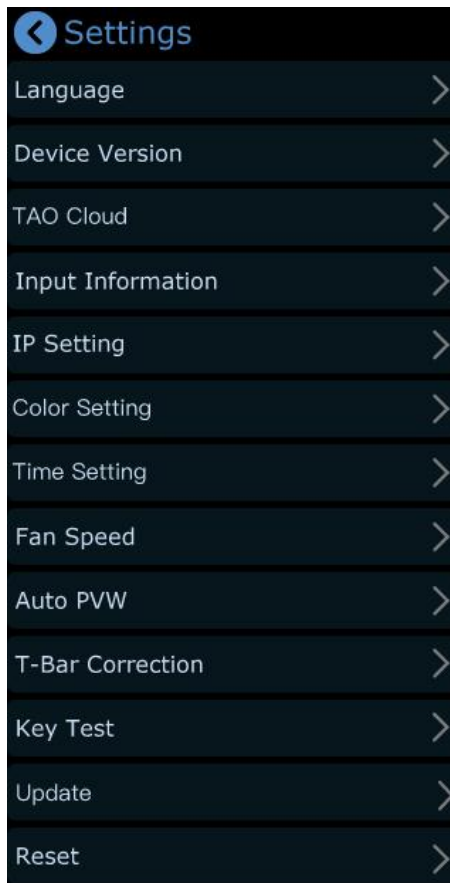 Settings
Language
Device Version
TAO Cloud
Input Information
IP Setting
Color Setting
Time Setting
Fan Speed
Auto PVW
T-Bar Correction
Key Test
Update
Reset